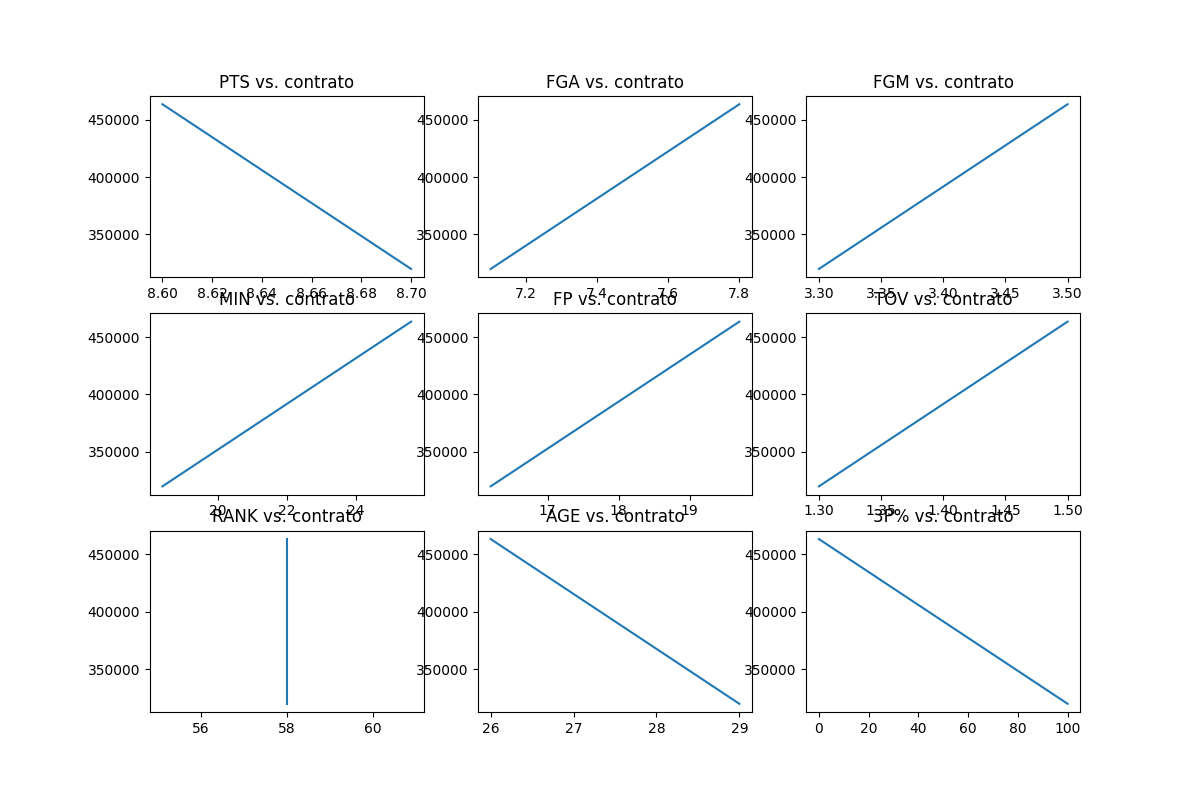 PTS vs. contrato
FGA vs. contrato
FGM vs. contrato
450000
400000
350000
450000
400000
350000
450000
400000
350000
8.60 8.62 8.64 8.66 8.68 8.70
7.2 7.4 7.6 7.8
3.30 3.35 3.40 3.45 3.50
MIN vs. contrato
FP vs. contrato
TOV vs. contrato
450000
400000
350000
450000
400000
350000
450000
400000
350000
20 22 24
17 18 19
1.30 1.35 1.40 1.45 1.50
RANK vs. contrato
AGE vs. contrato
3P% vs. contrato
450000
400000
350000
450000
400000
350000
450000
400000
350000
56 58 60
26 27 28 29
0 20 40 60 80 100